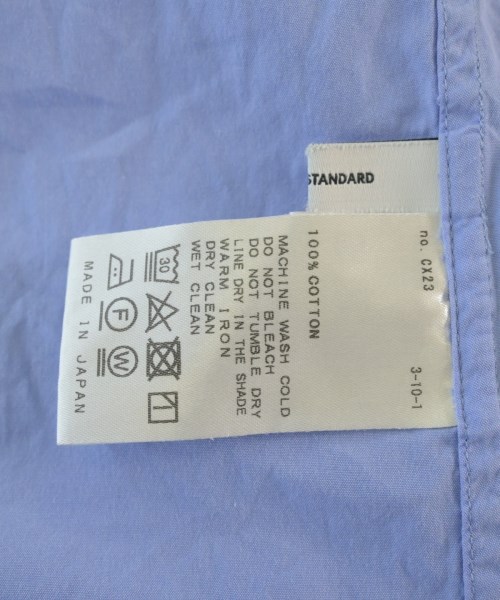 STANDARD
no. CX23
3-10-1
100% COTTON
MACHINE WASH COLD
DO NOT BLEACH
DO NOT TUMBLE DRY
LINE DRY IN THE SHADE
WARM IRON
DRY CLEAN
WET CLEAN
30
F
W
MADE IN JAPAN